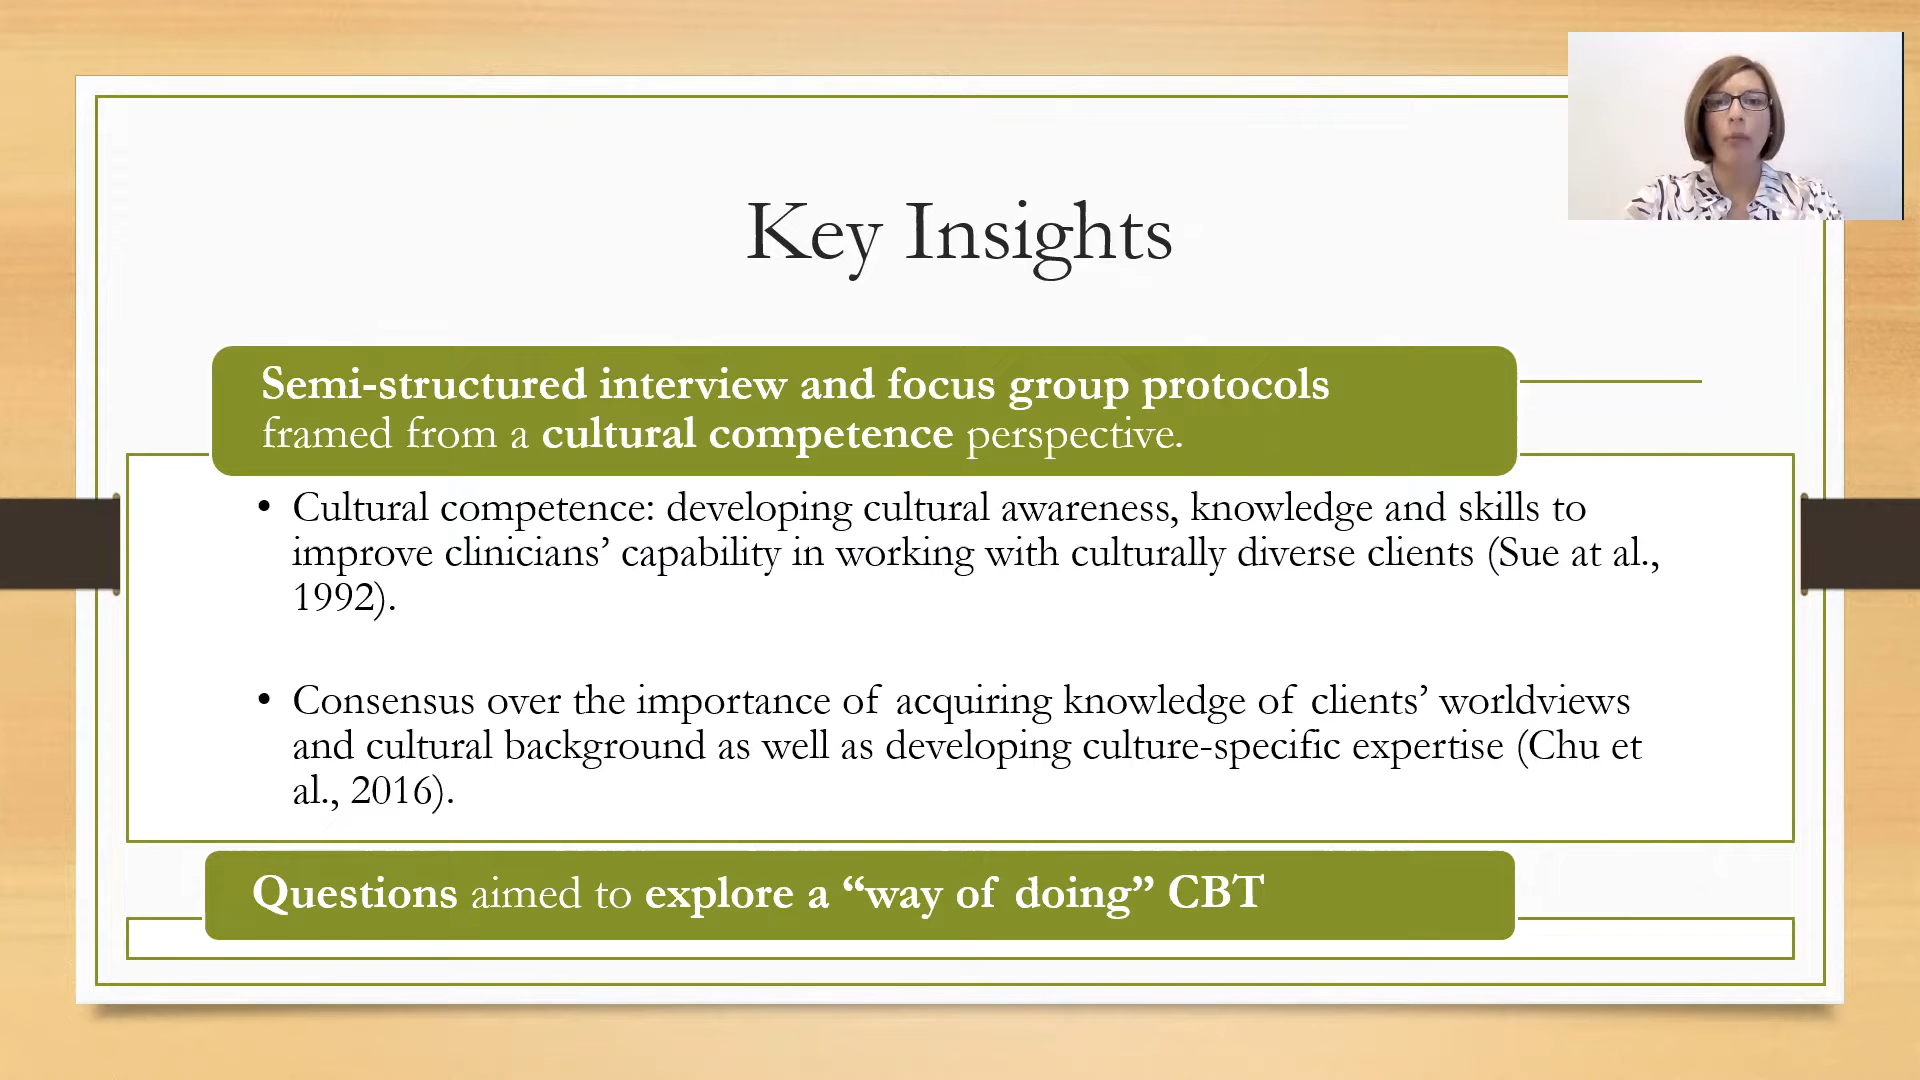 Key Insights
Semi-structured interview and focus group protocols
framed from a cultural competence perspective.
• Cultural competence: developing cultural awareness, knowledge and skills to
improve clinicians’ capability in working with culturally diverse clients (Sue at al.,
1992).
• Consensus over the importance of acquiring knowledge of clients’ worldviews
and cultural background as well as developing culture-specific expertise (Chu et
al., 2016).
Questions aimed to explore a “way of doing” CBT